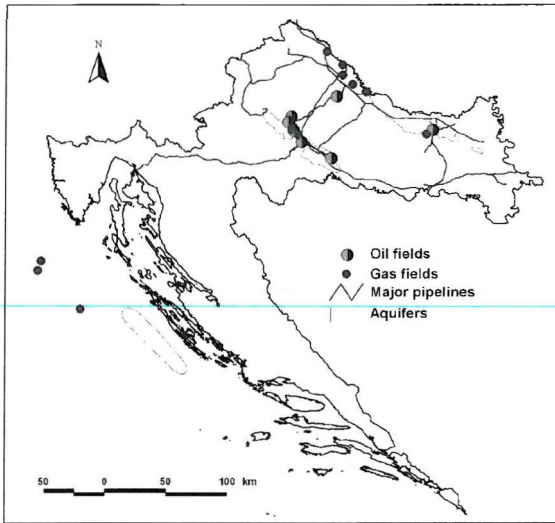 N
Oil fields
Gas fields
Major pipelines
Aquifers
50 0 50 100 km